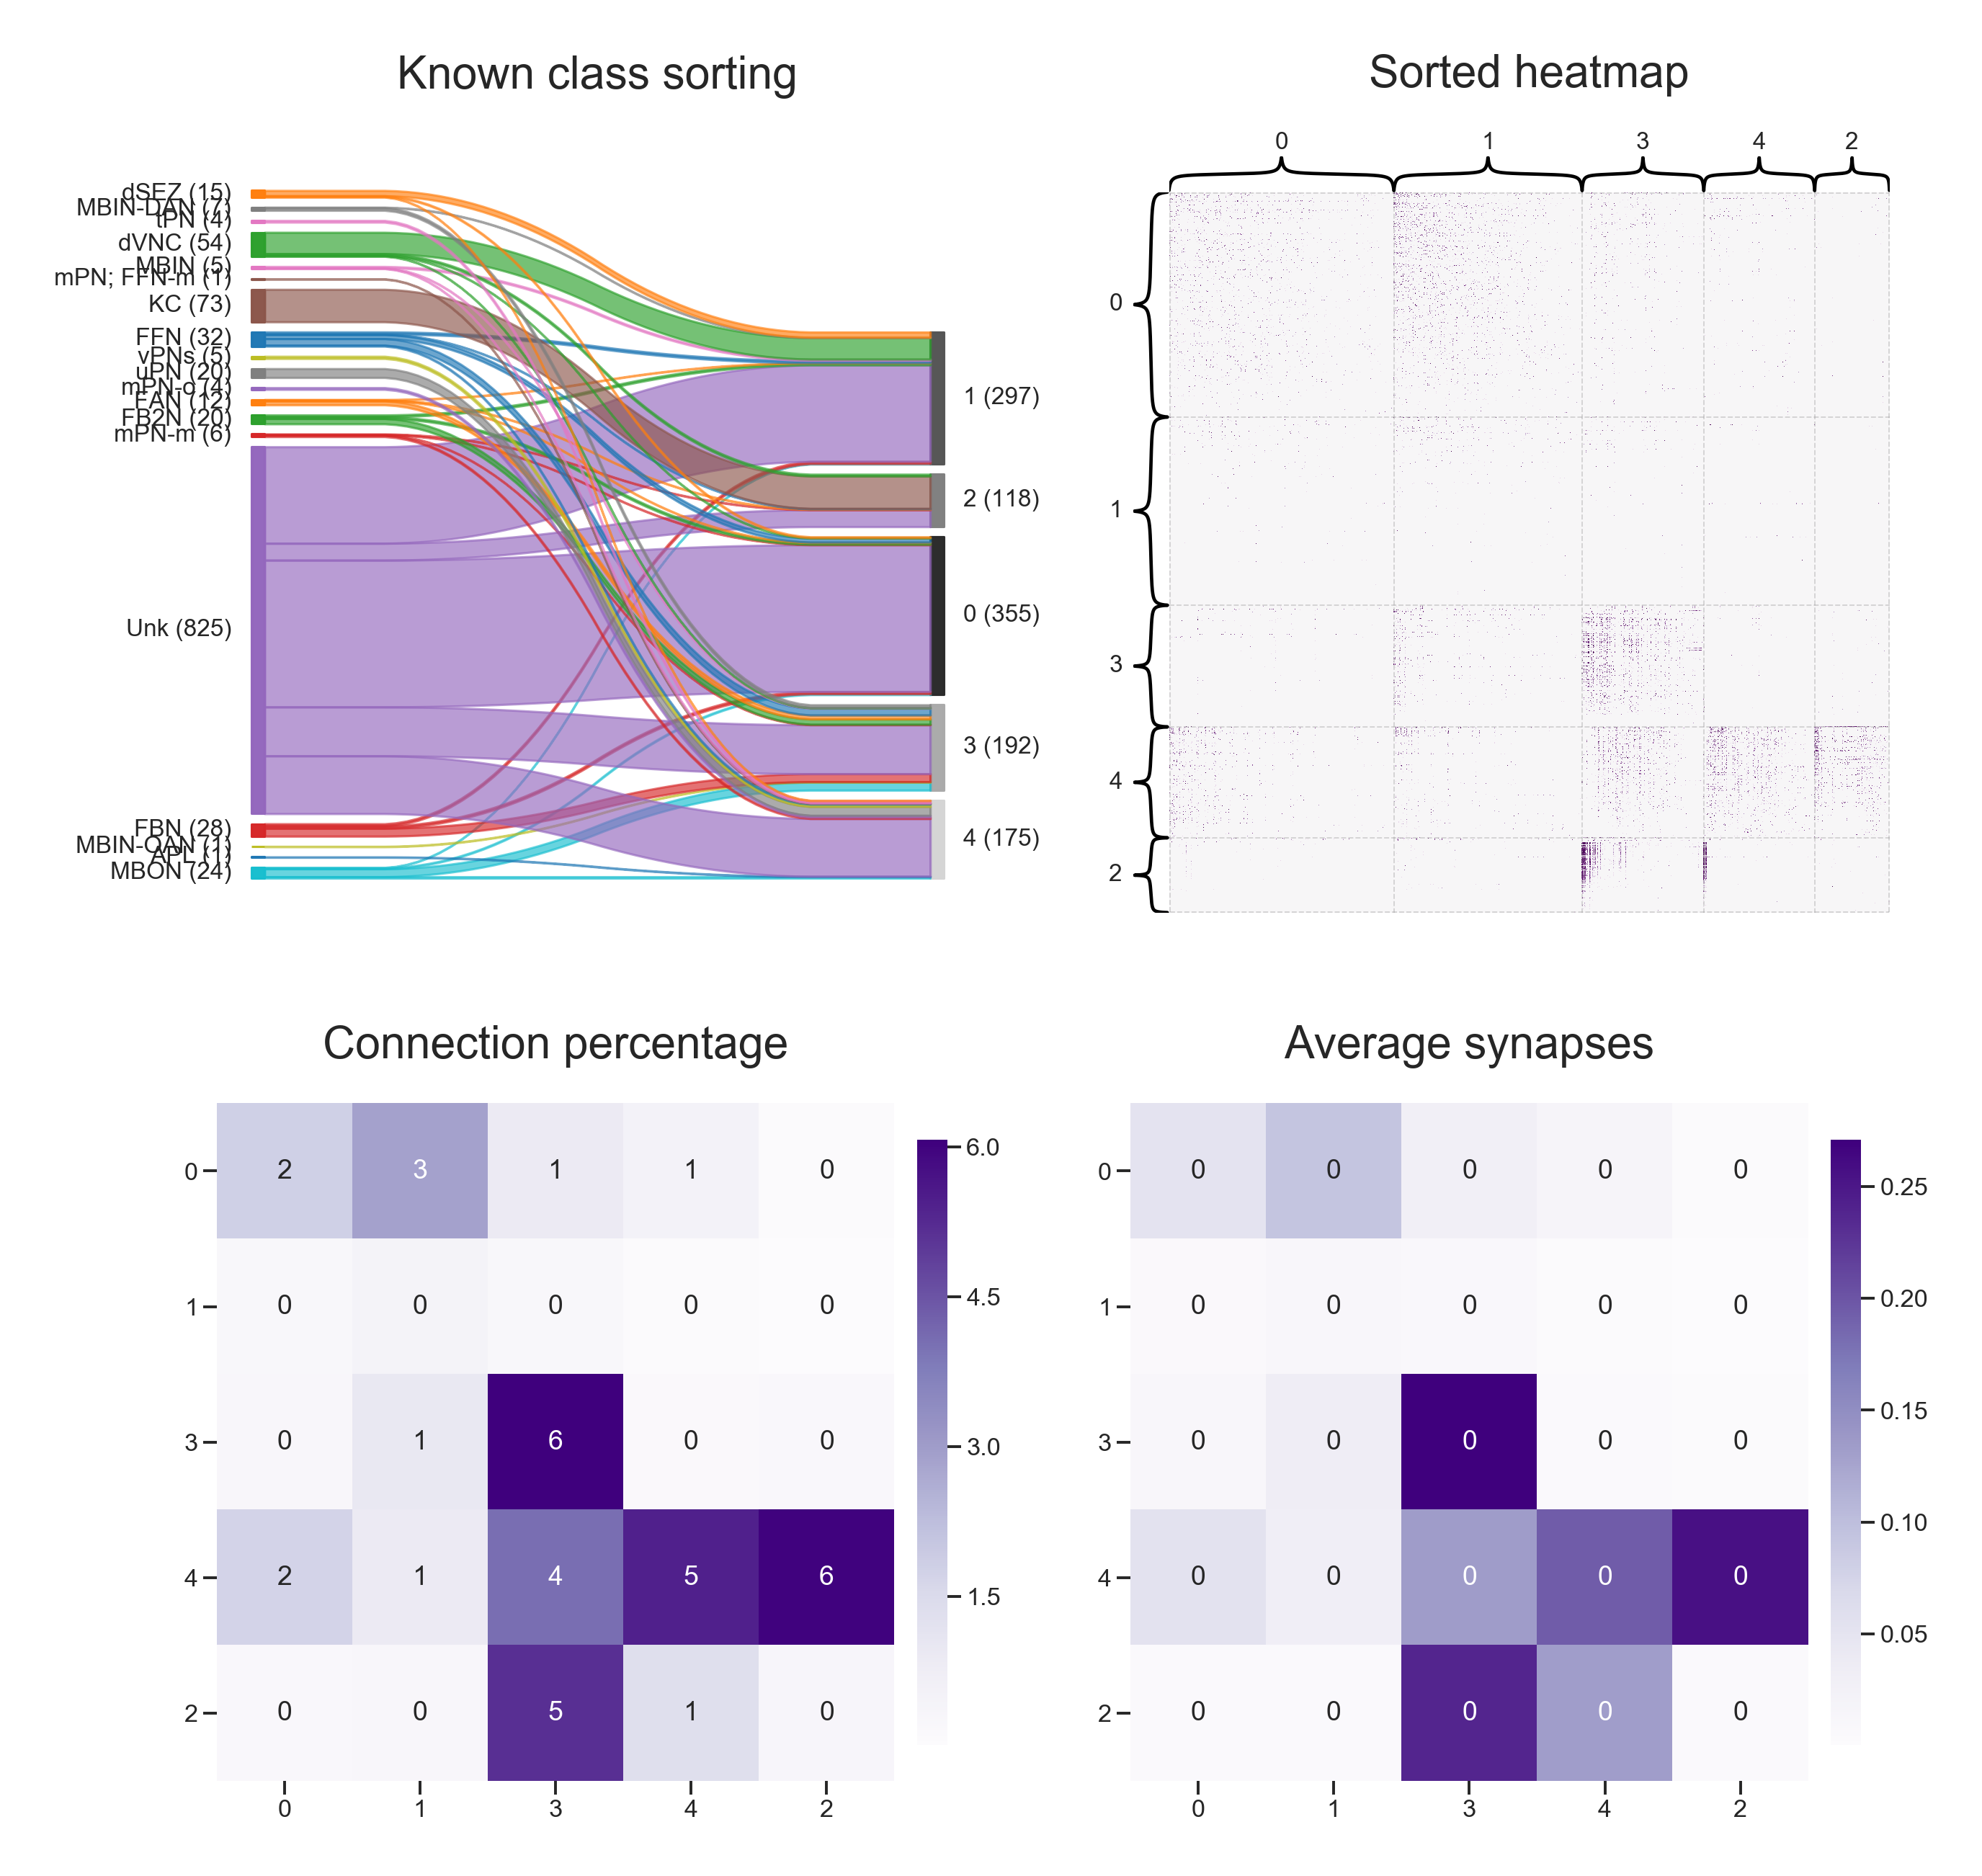 Known class sorting
dSEZ (15)
MBIN-DAN (7)
tPN (4)
dVNC (54)
MBIN (5)
mPN; FFN-m (1)
KC (73)
FFN (32)
vPNs (5)
uPN (20)
mPN-o (4)
FAN (12)
FB2N (26)
mPN-m (6)
Unk (825)
FBN (28)
MBIN-OAN (1)
APL (1)
MBON (24)
1 (297)
2 (118)
0 (355)
3 (192)
4 (175)
Sorted heatmap
0 1 3 4 2
0
1
3
4
2
Connection percentage
0 2 3 1 1 0
1 0 0 0 0 0
3 0 1 6 0 0
4 2 1 4 5 6
2 0 0 5 1 0
0 1 3 4 2
6.0
4.5
3.0
1.5
Average synapses
0 0 0 0 0 0
1 0 0 0 0 0
3 0 0 0 0 0
4 0 0 0 0 0
2 0 0 0 0 0
0 1 3 4 2
0.25
0.20
0.15
0.10
0.05